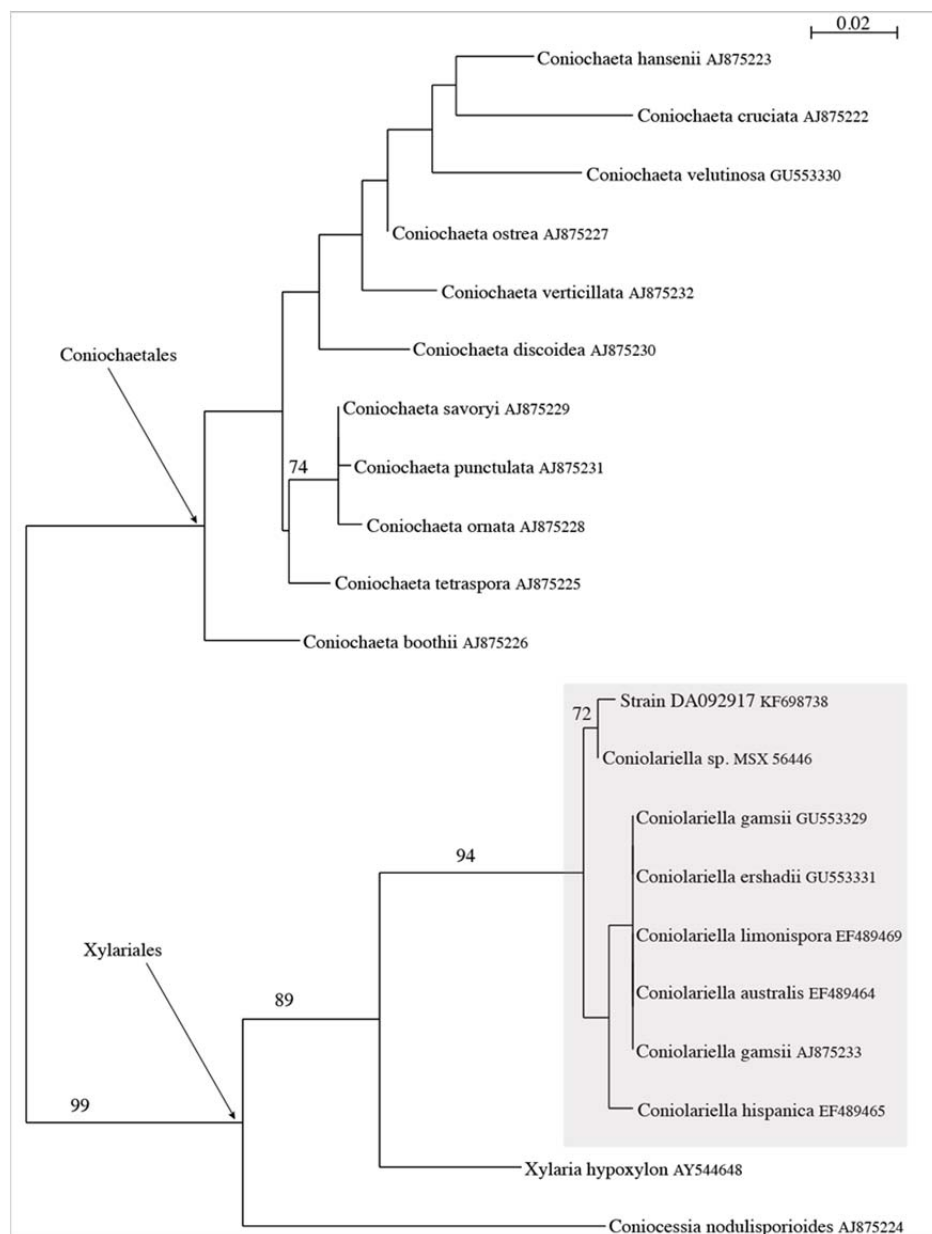 0.02
Coniochaeta hansenii AJ875223
Coniochaeta cruciata AJ875222
Coniochaeta velutinosa GU553330
Coniochaeta ostrea AJ875227
Coniochaeta verticillata AJ875232
Coniochaeta discoidea AJ875230
Coniochaetales
Coniochaeta savoryi AJ875229
74
Coniochaeta punctulata AJ875231
Coniochaeta ornata AJ875228
Coniochaeta tetraspora AJ875225
Coniochaeta boothii AJ875226
Strain DA092917 KF698738
72
Coniolariella sp. MSX 56446
Coniolariella gamsii GU553329
94
Coniolariella ershadii GU553331
Coniolariella limonispora EF489469
Xylariales
Coniolariella australis EF489464
89
Coniolariella gamsii AJ875233
99
Coniolariella hispanica EF489465
Xylaria hypoxylon AY544648
Coniocessia nodulisporioides AJ875224